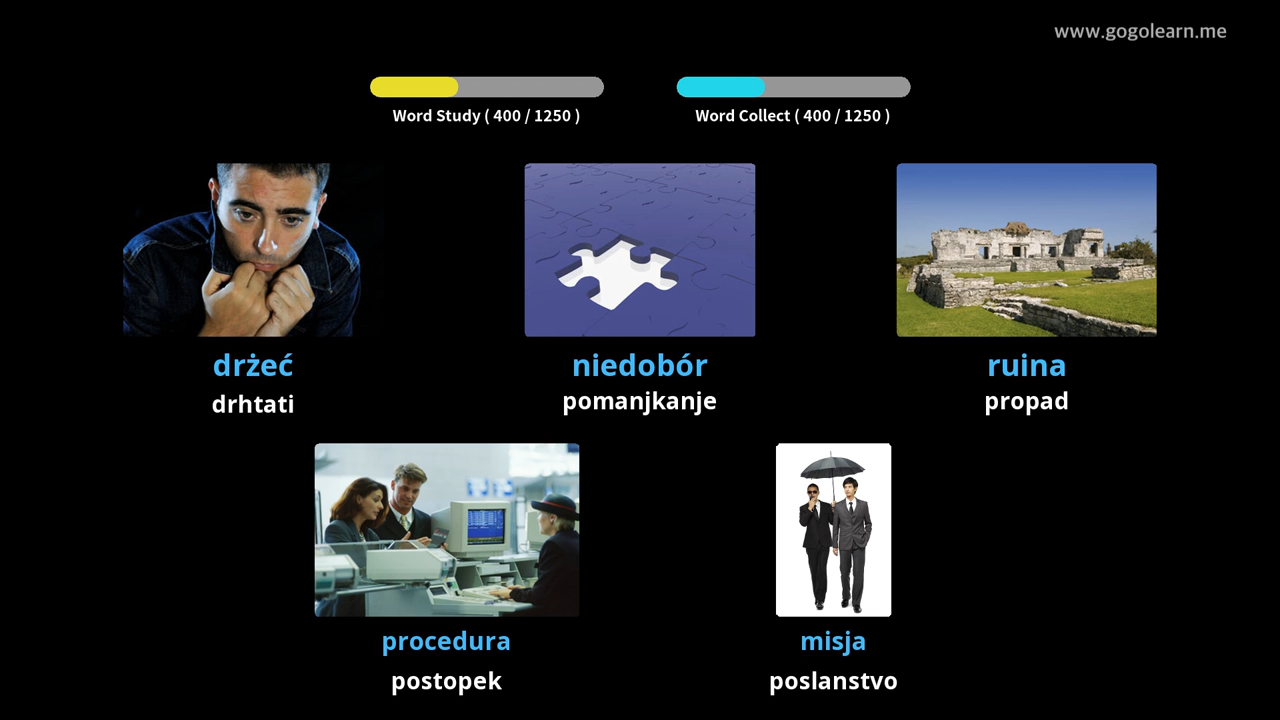 www.gogolearn.me
Word Study ( 400 / 1250 )
Word Collect ( 400 / 1250 )
drżeć
drhtati
niedobór
pomanjkanje
ruina
propad
procedura
postopek
misja
poslanstvo